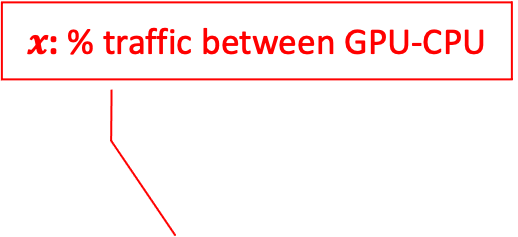 x: % traffic between GPU-CPU